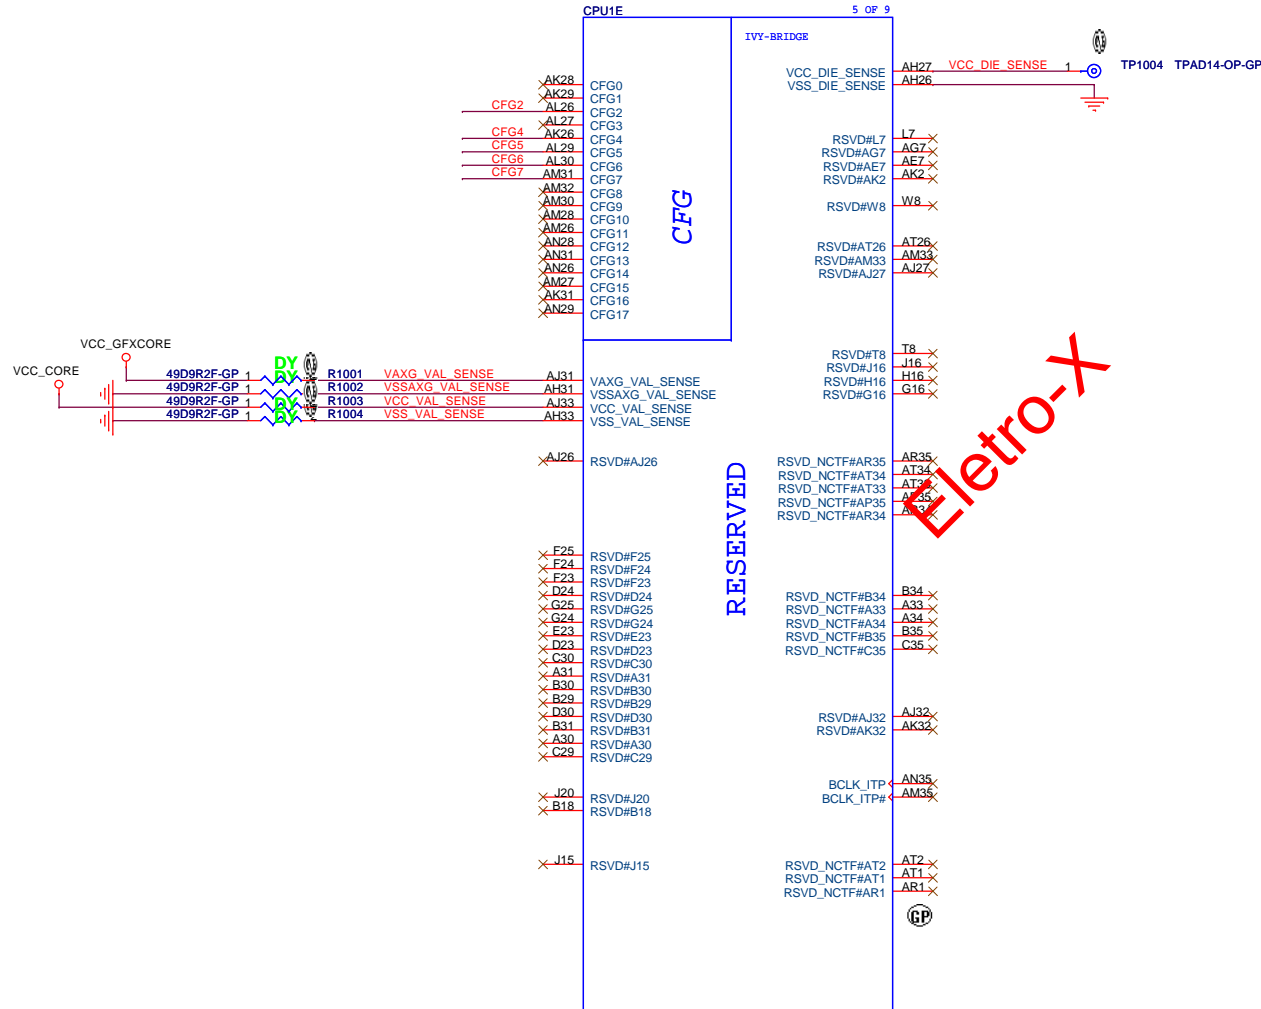 CPU1E
5 OF 9
IVY-BRIDGE
VCC_DIE_SENSE AH27 VCC_DIE_SENSE 1 TP1004 TPAD14-OP-GP
VSS_DIE_SENSE AH26
AK28 CFG0
AK29 CFG1
CFG2 AL26 CFG2
AL27 CFG3
CFG4 AK26 CFG4
CFG5 AL29 CFG5
CFG6 AL30 CFG6
CFG7 AM31 CFG7
AM32 CFG8
AM30 CFG9
AM28 CFG10
AM26 CFG11
AN28 CFG12
AN31 CFG13
AN26 CFG14
AM27 CFG15
AK31 CFG16
AN29 CFG17
CFG
RSVD#L7 L7
RSVD#AG7 AG7
RSVD#AE7 AE7
RSVD#AK2 AK2
RSVD#W8 W8
RSVD#AT26 AT26
RSVD#AM33 AM33
RSVD#AJ27 AJ27
RSVD#T8 T8
RSVD#J16 J16
RSVD#H16 H16
RSVD#G16 G16
VCC_GFXCORE
VCC_CORE
DY
49D9R2F-GP 1 R1001 VAXG_VAL_SENSE AJ31 VAXG_VAL_SENSE
DY
49D9R2F-GP 1 R1002 VSSAXG_VAL_SENSE AH31 VSSAXG_VAL_SENSE
DY
49D9R2F-GP 1 R1003 VCC_VAL_SENSE AJ33 VCC_VAL_SENSE
DY
49D9R2F-GP 1 R1004 VSS_VAL_SENSE AH33 VSS_VAL_SENSE
AJ26 RSVD#AJ26
RESERVED
RSVD_NCTF#AR35 AR35
RSVD_NCTF#AT34 AT34
RSVD_NCTF#AT33 AT33
RSVD_NCTF#AP35 AP35
RSVD_NCTF#AR34 AR34
Eletro-X
F25 RSVD#F25
F24 RSVD#F24
F23 RSVD#F23
D24 RSVD#D24
G25 RSVD#G25
G24 RSVD#G24
E23 RSVD#E23
D23 RSVD#D23
C30 RSVD#C30
A31 RSVD#A31
B30 RSVD#B30
B29 RSVD#B29
D30 RSVD#D30
B31 RSVD#B31
A30 RSVD#A30
C29 RSVD#C29
RSVD_NCTF#B34 B34
RSVD_NCTF#A33 A33
RSVD_NCTF#A34 A34
RSVD_NCTF#B35 B35
RSVD_NCTF#C35 C35
RSVD#AJ32 AJ32
RSVD#AK32 AK32
J20 RSVD#J20
B18 RSVD#B18
BCLK_ITP AN35
BCLK_ITP# AM35
J15 RSVD#J15
RSVD_NCTF#AT2 AT2
RSVD_NCTF#AT1 AT1
RSVD_NCTF#AR1 AR1
GP